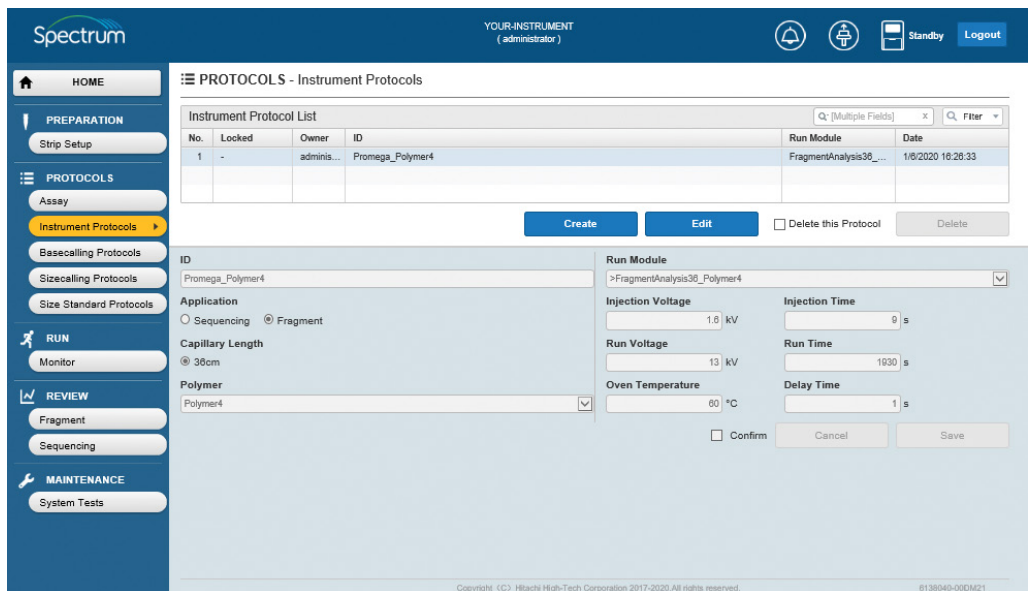 Spectrum
YOUR-INSTRUMENT
( administrator )
Standby
Logout
HOME
PREPARATION
Strip Setup
PROTOCOLS
Assay
Instrument Protocols
Basecalling Protocols
Sizecalling Protocols
Size Standard Protocols
RUN
Monitor
REVIEW
Fragment
Sequencing
MAINTENANCE
System Tests
PROTOCOLS - Instrument Protocols
Instrument Protocol List
[Multiple Fields] x Filter
No. Locked Owner ID Run Module Date
1 - adminis... Promega_Polymer4 FragmentAnalysis36_... 1/6/2020 16:26:33
Create Edit Delete this Protocol Delete
ID
Promega_Polymer4
Application
Sequencing Fragment
Capillary Length
36cm
Polymer
Polymer4
Run Module
>FragmentAnalysis36_Polymer4
Injection Voltage Injection Time
1.6 kV 9 s
Run Voltage Run Time
13 kV 1930 s
Oven Temperature Delay Time
60 °C 1 s
Confirm Cancel Save
Copyright (C) Hitachi High-Tech Corporation 2017-2020 All rights reserved. 6138040-00DM21